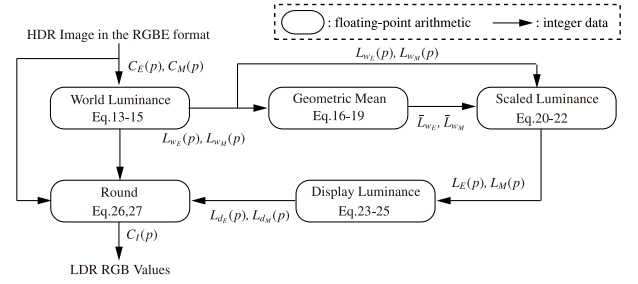 : floating-point arithmetic
: integer data
HDR Image in the RGBE format
C_E(p), C_M(p)
L_{w_E}(p), L_{w_M}(p)
World Luminance
Eq.13-15
Geometric Mean
Eq.16-19
Scaled Luminance
Eq.20-22
L̄_{w_E}, L̄_{w_M}
L_{w_E}(p), L_{w_M}(p)
L_E(p), L_M(p)
Round
Eq.26,27
Display Luminance
Eq.23-25
L_{d_E}(p), L_{d_M}(p)
C_I(p)
LDR RGB Values